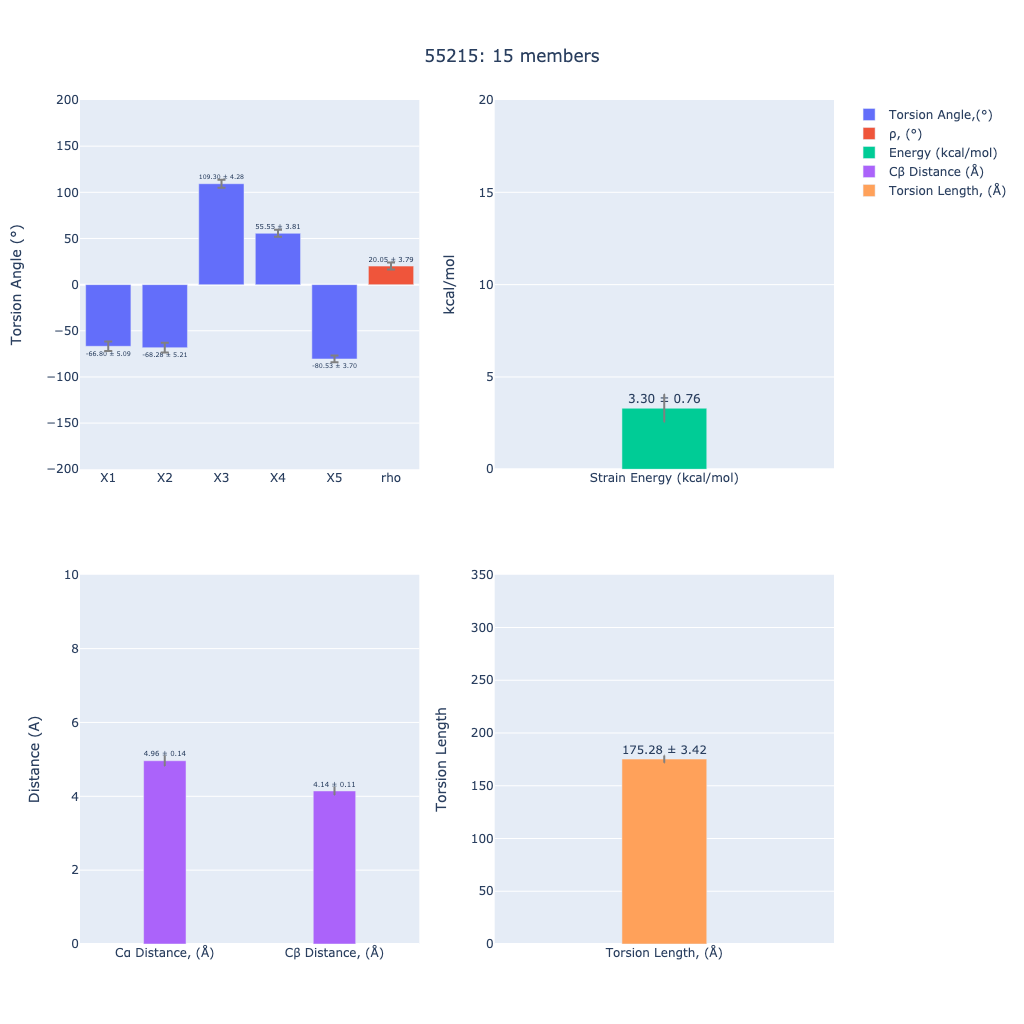 55215: 15 members
Torsion Angle (°)
200
150
100
50
0
−50
−100
−150
−200
109.30 ± 4.28
55.55 ± 3.81
20.05 ± 3.79
-66.80 ± 5.09
-68.28 ± 5.21
-80.53 ± 3.70
X1
X2
X3
X4
X5
rho
kcal/mol
20
15
10
5
0
3.30 ± 0.76
Strain Energy (kcal/mol)
Torsion Angle,(°)
ρ, (°)
Energy (kcal/mol)
Cβ Distance (Å)
Torsion Length, (Å)
Distance (A)
10
8
6
4
2
0
4.96 ± 0.14
4.14 ± 0.11
Cα Distance, (Å)
Cβ Distance, (Å)
Torsion Length
350
300
250
200
150
100
50
0
175.28 ± 3.42
Torsion Length, (Å)